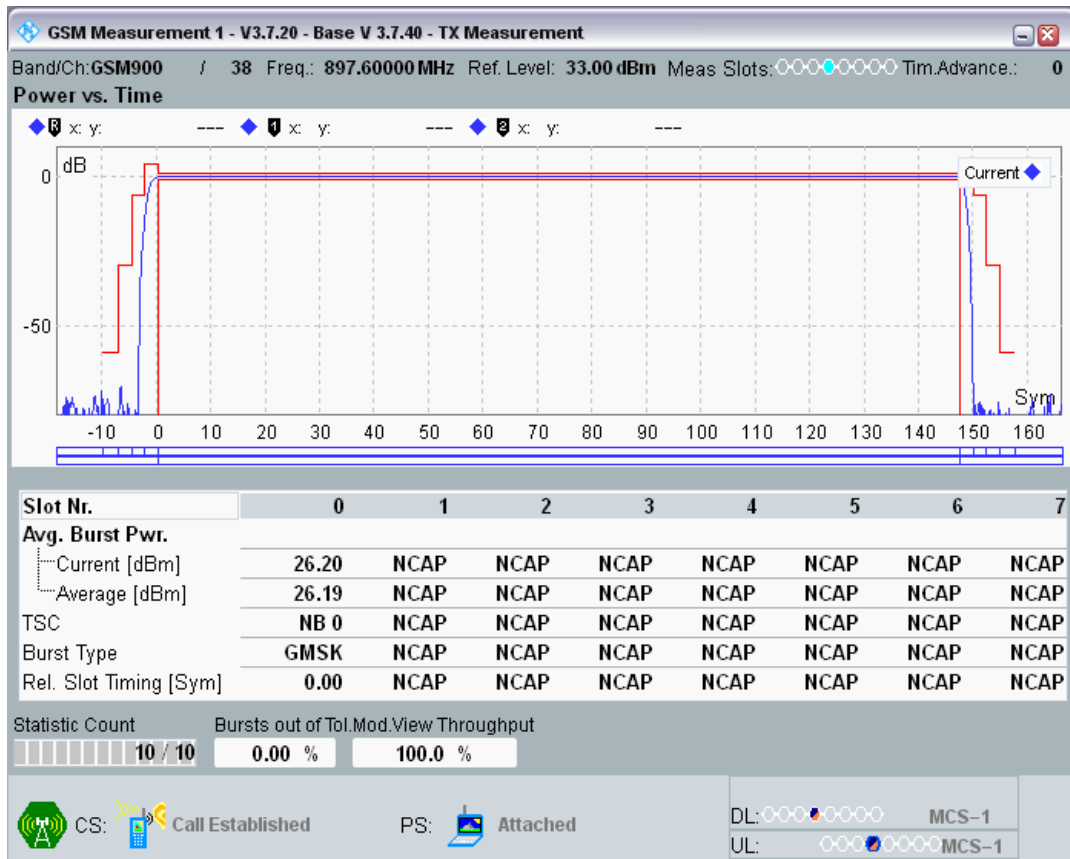 GSM Measurement 1 - V3.7.20 - Base V 3.7.40 - TX Measurement
Band/Ch:GSM900 / 38 Freq.: 897.60000 MHz Ref. Level: 33.00 dBm Meas Slots: Tim.Advance.: 0
Power vs. Time
R x: y: --- 1 x: y: --- 2 x: y: ---
dB
Current
0
-50
Sym
-10 0 10 20 30 40 50 60 70 80 90 100 110 120 130 140 150 160
Slot Nr. 0 1 2 3 4 5 6 7
Avg. Burst Pwr.
Current [dBm] 26.20 NCAP NCAP NCAP NCAP NCAP NCAP NCAP
Average [dBm] 26.19 NCAP NCAP NCAP NCAP NCAP NCAP NCAP
TSC NB 0 NCAP NCAP NCAP NCAP NCAP NCAP NCAP
Burst Type GMSK NCAP NCAP NCAP NCAP NCAP NCAP NCAP
Rel. Slot Timing [Sym] 0.00 NCAP NCAP NCAP NCAP NCAP NCAP NCAP
Statistic Count Bursts out of Tol.Mod.View Throughput
10 / 10 0.00 % 100.0 %
CS: Call Established PS: Attached
DL: MCS-1
UL: MCS-1